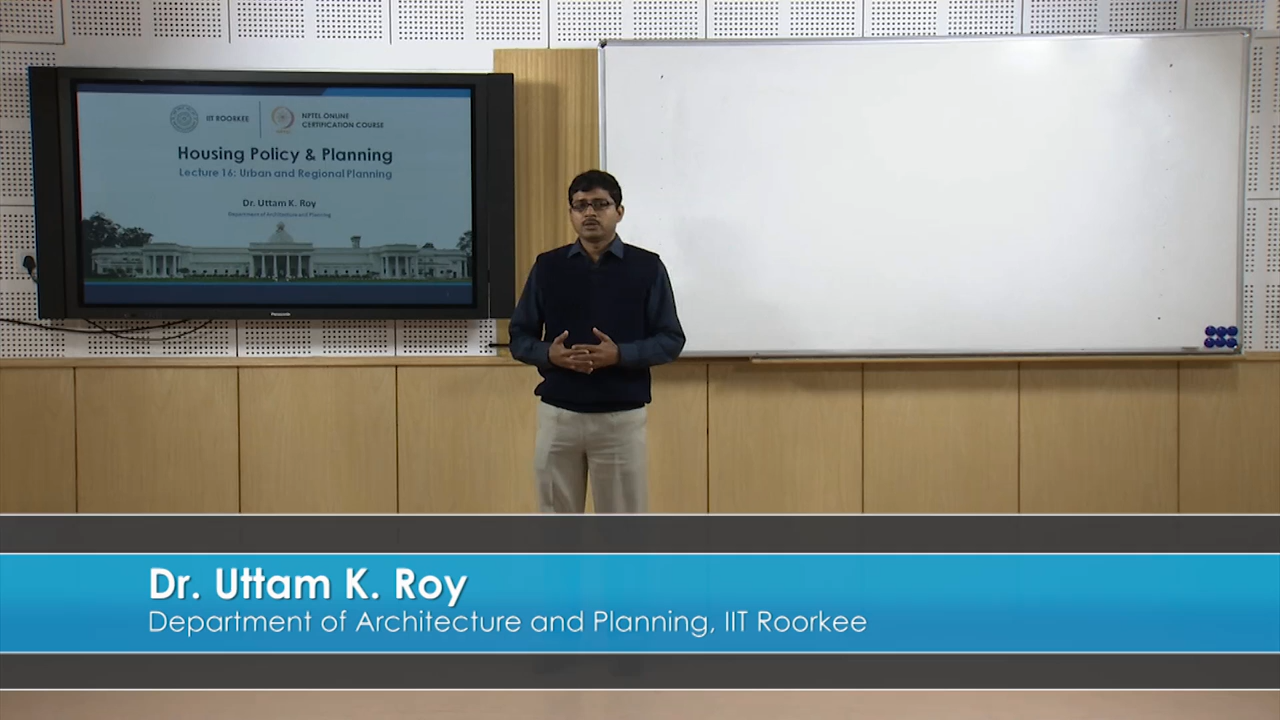 IIT ROORKEE
NPTEL ONLINE
CERTIFICATION COURSE
Housing Policy & Planning
Lecture 16: Urban and Regional Planning
Dr. Uttam K. Roy
Department of Architecture and Planning
Panasonic
Dr. Uttam K. Roy
Department of Architecture and Planning, IIT Roorkee